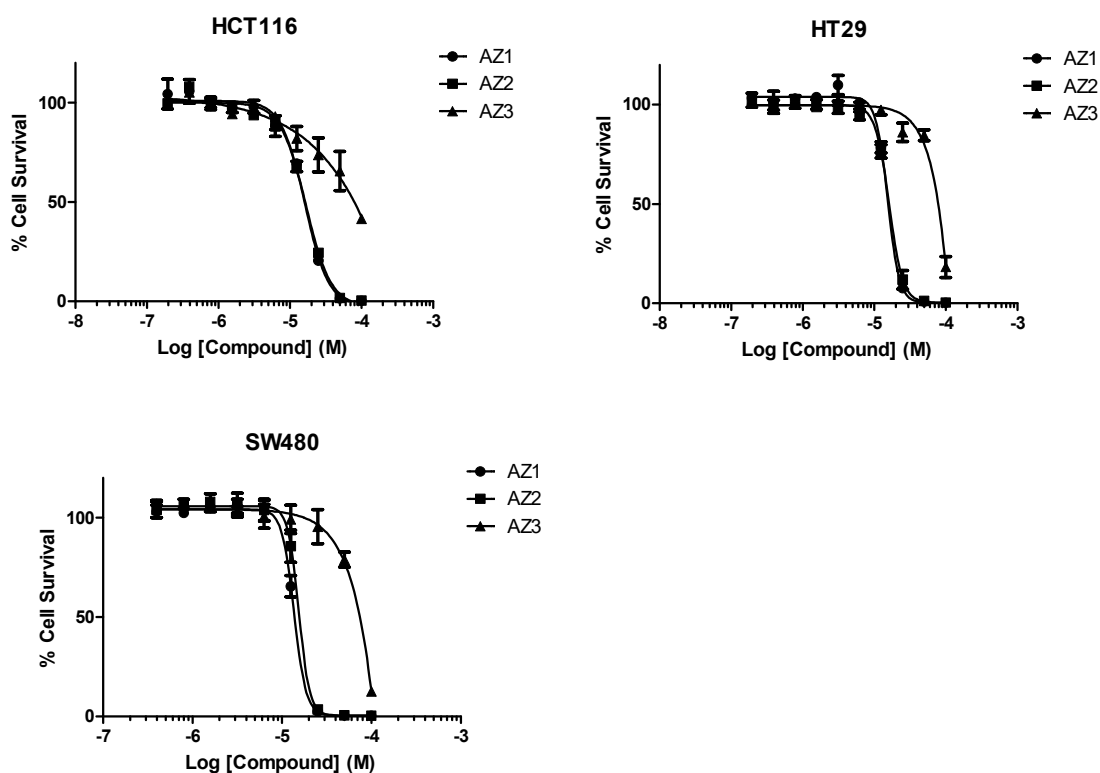 HCT116
AZ1
AZ2
AZ3
% Cell Survival
100
50
0
-8 -7 -6 -5 -4 -3
Log [Compound] (M)
HT29
AZ1
AZ2
AZ3
% Cell Survival
100
50
0
-8 -7 -6 -5 -4 -3
Log [Compound] (M)
SW480
AZ1
AZ2
AZ3
% Cell Survival
100
50
0
-7 -6 -5 -4 -3
Log [Compound] (M)